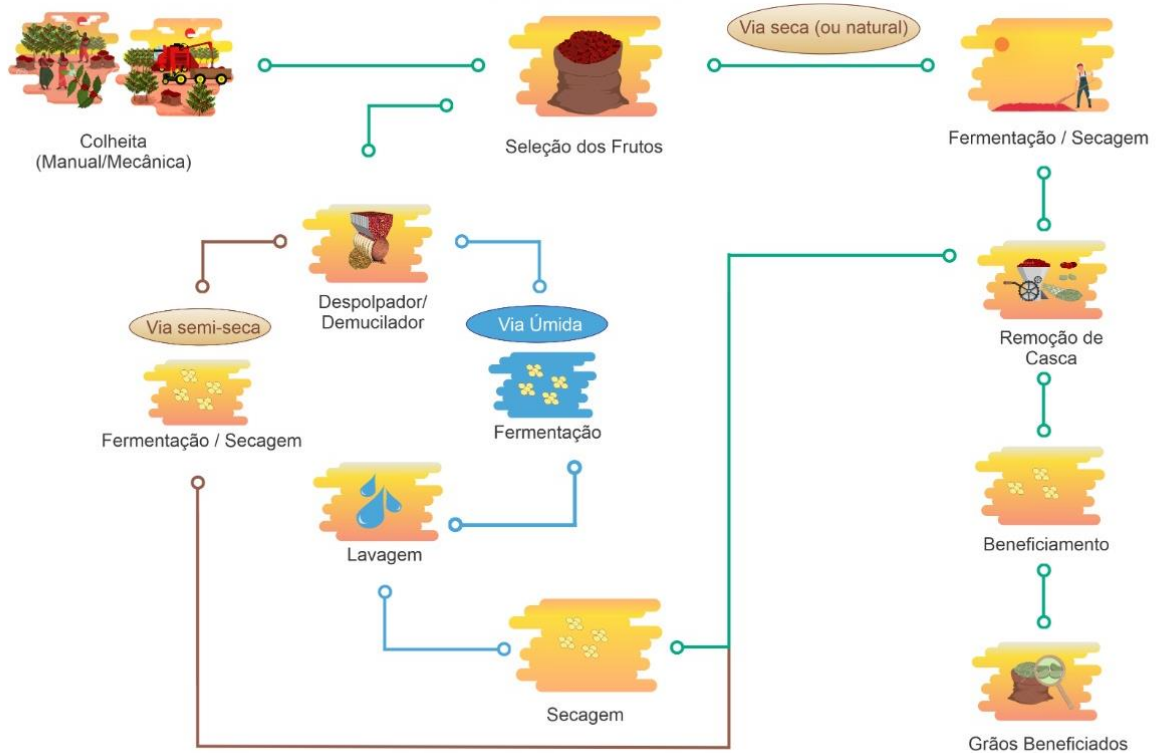 Via seca (ou natural)
Colheita
(Manual/Mecânica)
Seleção dos Frutos
Fermentação / Secagem
Despolpador/
Demucilador
Via semi-seca
Via Úmida
Remoção de
Casca
Fermentação / Secagem
Fermentação
Lavagem
Beneficiamento
Secagem
Grãos Beneficiados